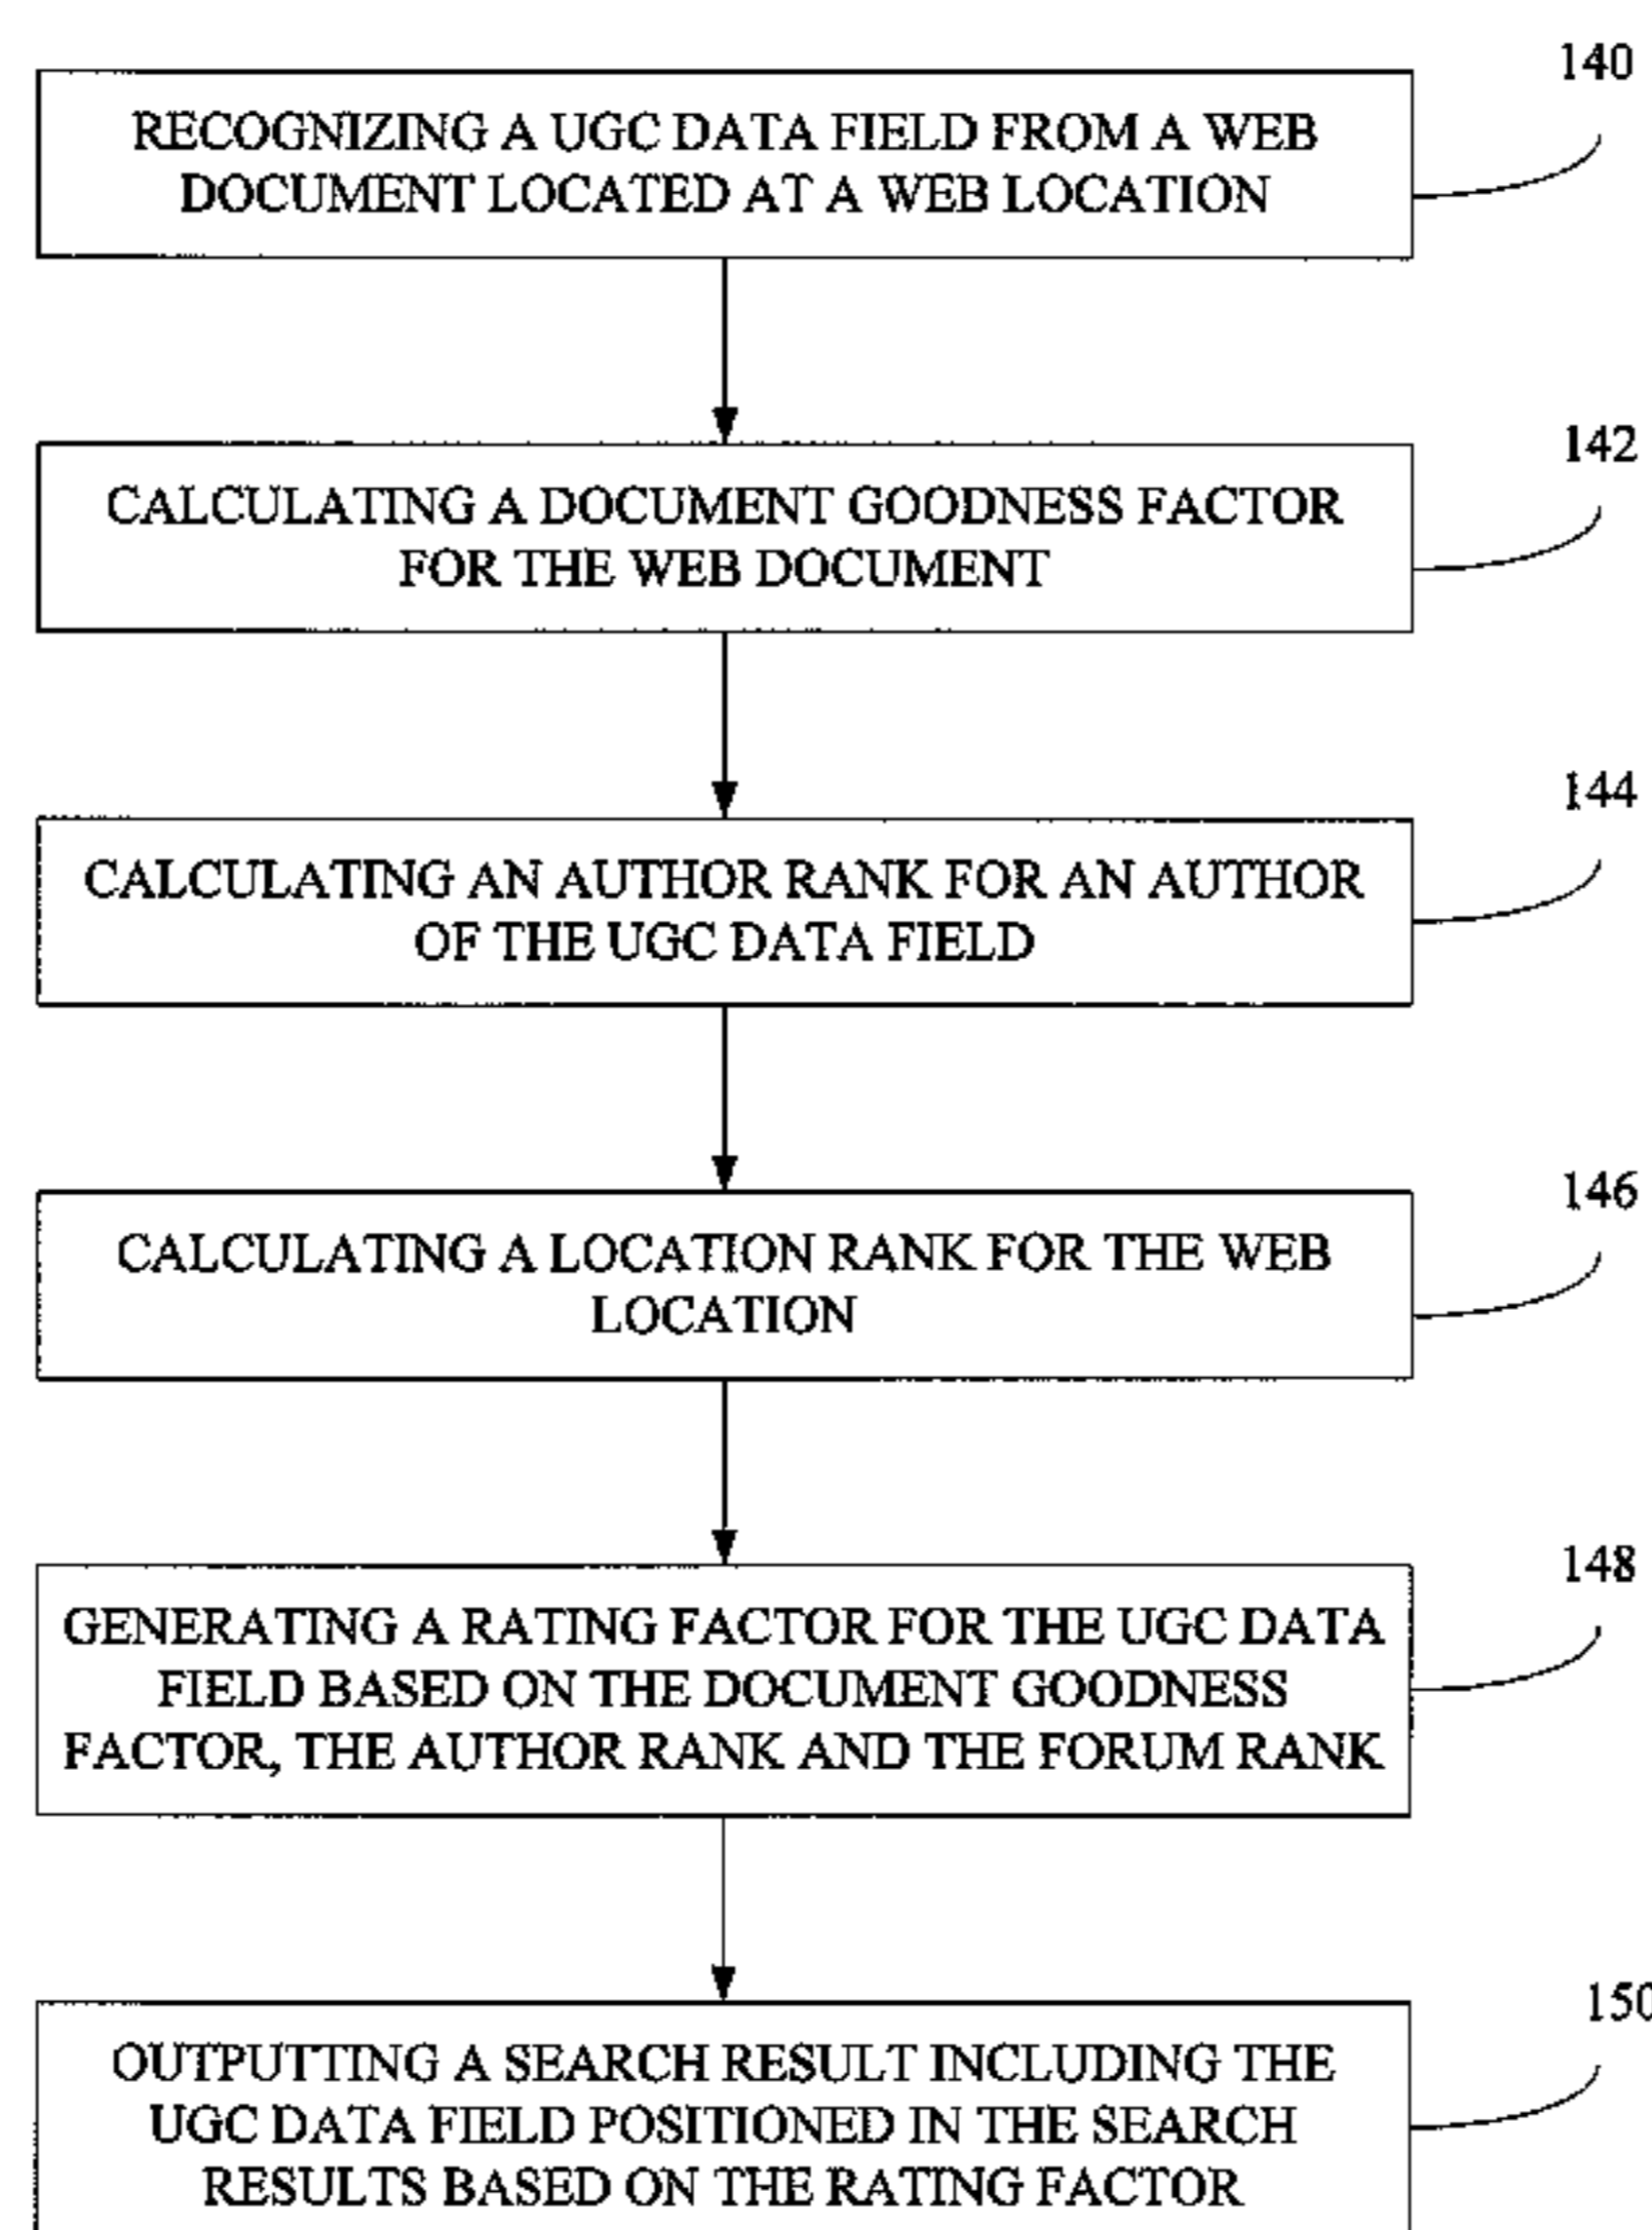 140
RECOGNIZING A UGC DATA FIELD FROM A WEB
DOCUMENT LOCATED AT A WEB LOCATION
142
CALCULATING A DOCUMENT GOODNESS FACTOR
FOR THE WEB DOCUMENT
144
CALCULATING AN AUTHOR RANK FOR AN AUTHOR
OF THE UGC DATA FIELD
146
CALCULATING A LOCATION RANK FOR THE WEB
LOCATION
148
GENERATING A RATING FACTOR FOR THE UGC DATA
FIELD BASED ON THE DOCUMENT GOODNESS
FACTOR, THE AUTHOR RANK AND THE FORUM RANK
150
OUTPUTTING A SEARCH RESULT INCLUDING THE
UGC DATA FIELD POSITIONED IN THE SEARCH
RESULTS BASED ON THE RATING FACTOR